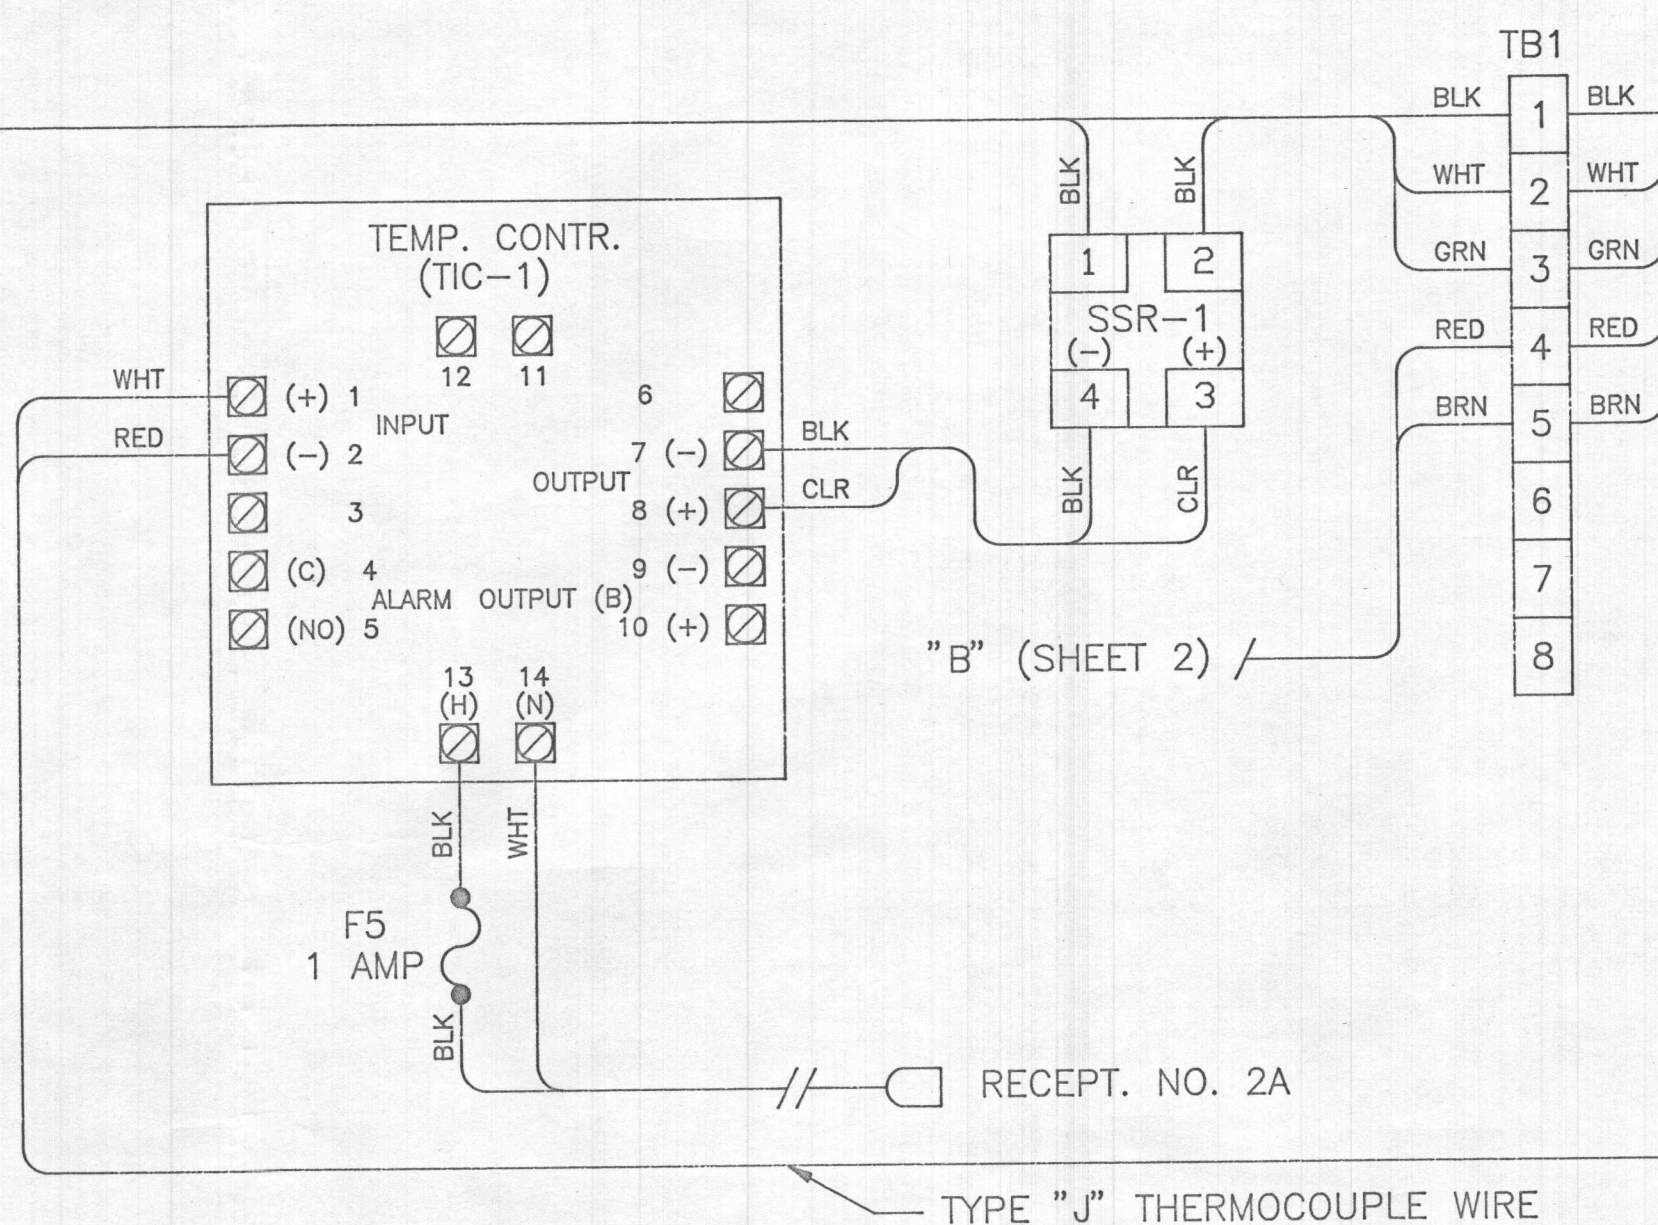 TB1
BLK 1 BLK
WHT 2 WHT
GRN 3 GRN
RED 4 RED
BRN 5 BRN
6
7
8
BLK
BLK
1 2
SSR-1
(-) (+)
4 3
BLK
CLR
TEMP. CONTR.
(TIC-1)
12 11
WHT
(+) 1
INPUT
RED
(-) 2
3
(C) 4
ALARM
(NO) 5
6
7 (-)
BLK
OUTPUT
8 (+)
CLR
9 (-)
OUTPUT (B)
10 (+)
13 14
(H) (N)
BLK
WHT
F5
1 AMP
BLK
"B" (SHEET 2)
RECEPT. NO. 2A
TYPE "J" THERMOCOUPLE WIRE